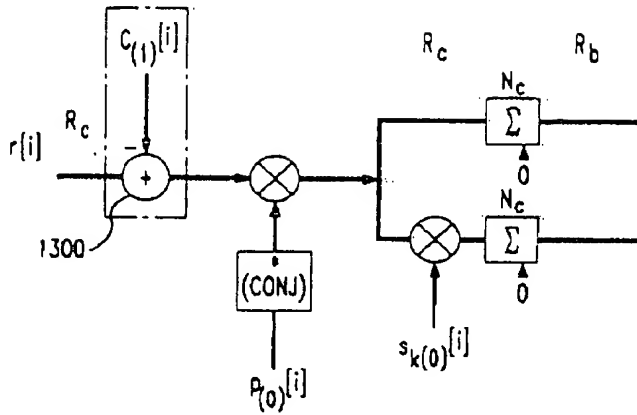 C(1)[i]
Rc
Rb
Nc
Rc
−
Σ
r[i]
+
0
1300
Nc
Σ
*
(CONJ)
0
sk(0)[i]
p(0)[i]